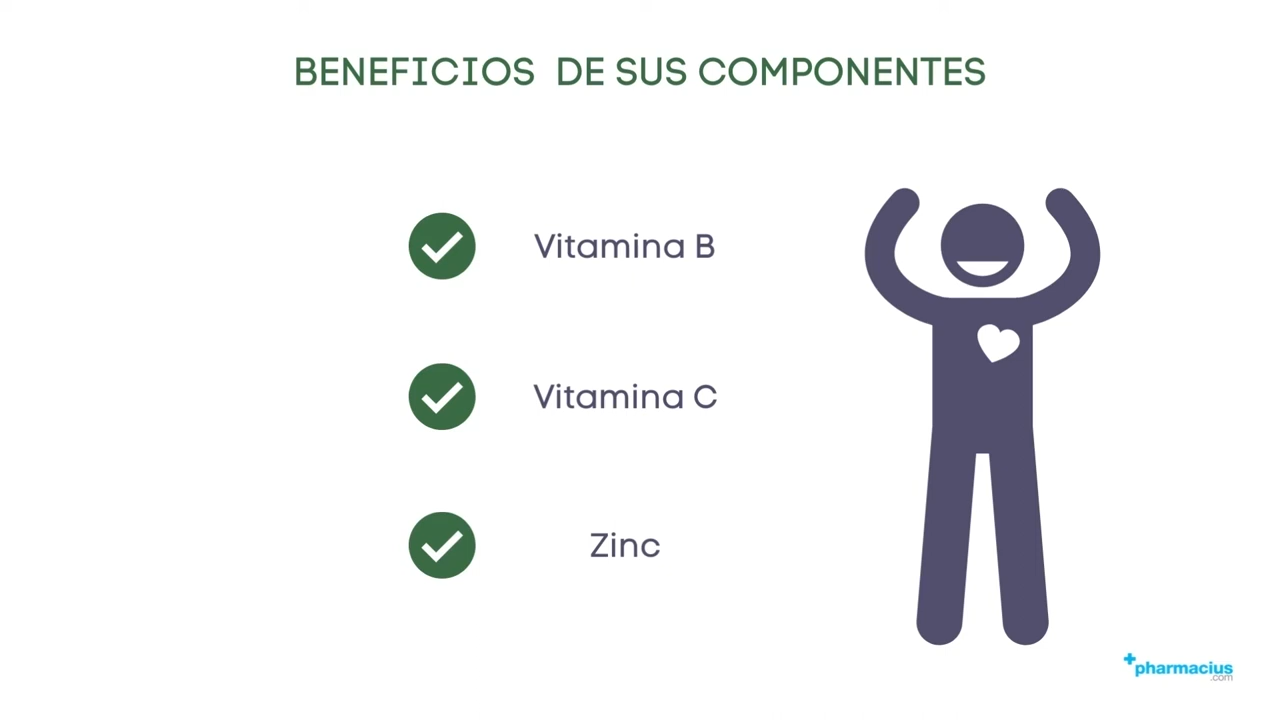 BENEFICIOS DE SUS COMPONENTES
Vitamina B
Vitamina C
Zinc
+pharmacius
.com